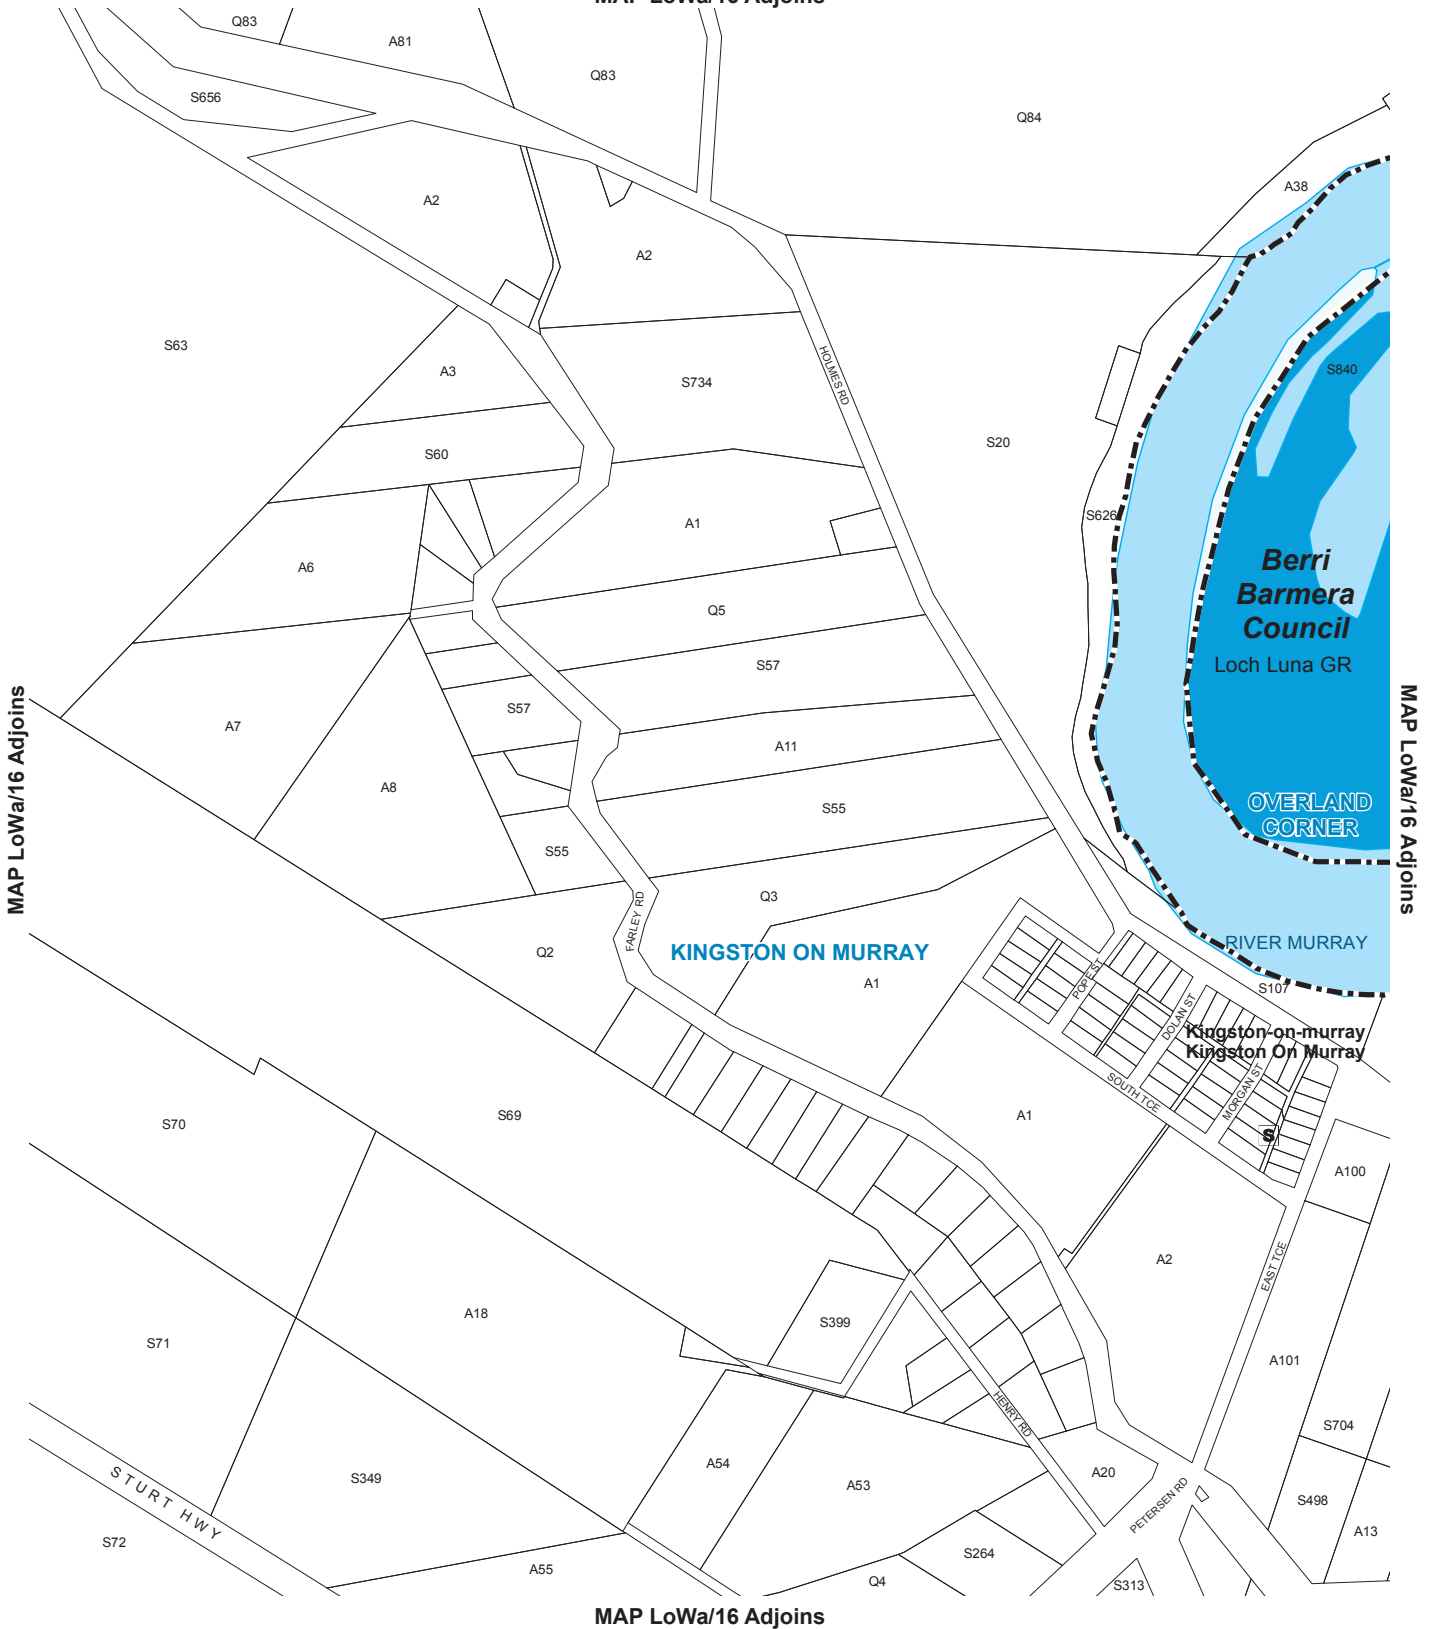 MAP LoWa/16 Adjoins
Q83
A81
Q83
S656
Q84
A38
A2
A2
S63
A3
S734
HOLMES RD
S840
S60
S20
A1
S626
A6
Berri
Barmera
Council
Q5
S57
Loch Luna GR
MAP LoWa/16 Adjoins
MAP LoWa/16 Adjoins
A7
S57
A11
A8
S55
OVERLAND
CORNER
S55
Q3
FARLEY RD
Q2
KINGSTON ON MURRAY
RIVER MURRAY
A1
POPE ST
S107
DOLAN ST
Kingston-on-murray
Kingston On Murray
SOUTH TCE
MORGAN ST
S70
S69
A1
S
A100
A2
EAST TCE
A18
S399
S71
A101
HENRY RD
S704
A54
A53
A20
S349
STURT HWY
PETERSEN RD
S498
A13
S72
S264
A55
Q4
S313
MAP LoWa/16 Adjoins